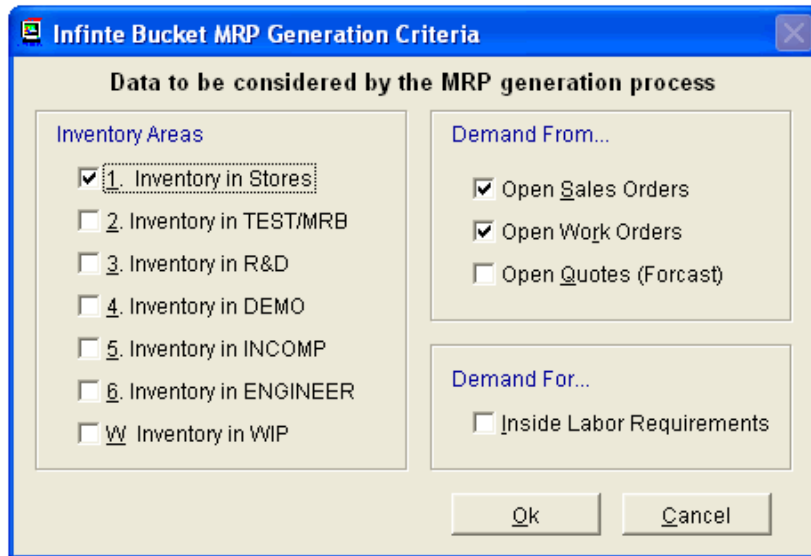 Infinte Bucket MRP Generation Criteria
Data to be considered by the MRP generation process
Inventory Areas
1. Inventory in Stores
2. Inventory in TEST/MRB
3. Inventory in R&D
4. Inventory in DEMO
5. Inventory in INCOMP
6. Inventory in ENGINEER
W Inventory in WIP
Demand From...
Open Sales Orders
Open Work Orders
Open Quotes (Forcast)
Demand For...
Inside Labor Requirements
Ok
Cancel